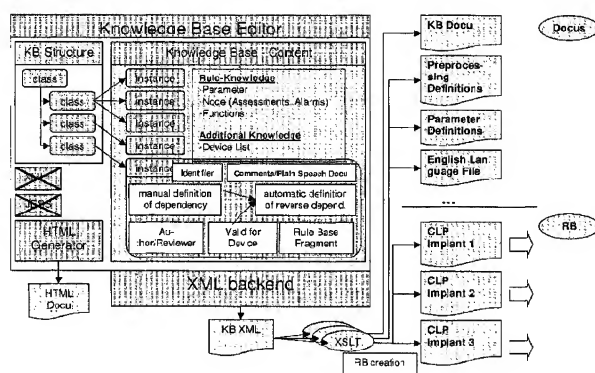 Knowledge Base Editor
KB Structure
class
class
class
class
Knowledge Base - Content
Instance
Instance
Instance
Instance
Instance
Rule-Knowledge
- Parameter
- Node (Assessments, Alarms)
- Functions
Additional Knowledge
- Device List
Identifier
Comments/Plain Speech Docu
manual definition
of dependency
automatic definition
of reverse depend.
Au-
thor/Reviewer
Valid for
Device
Rule Base
Fragment
HTML
Generator
HTML
Docu
XML backend
KB XML
XSLT
RB creation
KB Docu
Preproces-
sing
Definitions
Parameter
Definitions
English Lan
guage File
...
CLP
Implant 1
CLP
Implant 2
CLP
Implant 3
Docus
RB